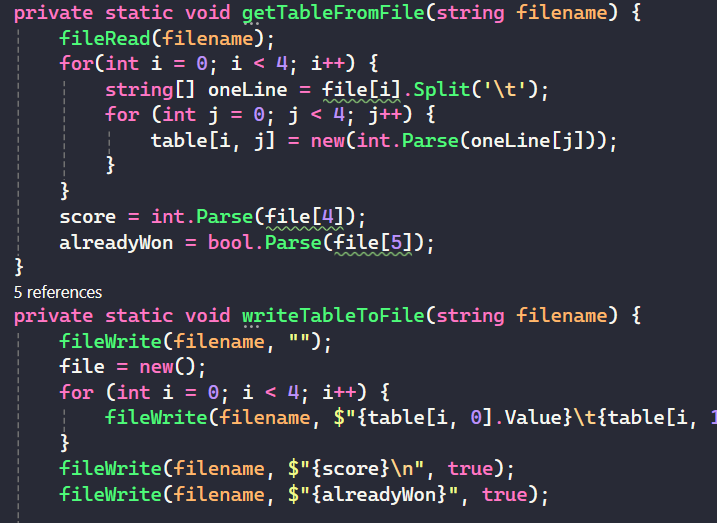 private static void getTableFromFile(string filename) {
fileRead(filename);
for(int i = 0; i < 4; i++) {
string[] oneLine = file[i].Split('\t');
for (int j = 0; j < 4; j++) {
table[i, j] = new(int.Parse(oneLine[j]));
}
}
score = int.Parse(file[4]);
alreadyWon = bool.Parse(file[5]);
}
5 references
private static void writeTableToFile(string filename) {
fileWrite(filename, "");
file = new();
for (int i = 0; i < 4; i++) {
fileWrite(filename, $"{table[i, 0].Value}\t{table[i, 1
}
fileWrite(filename, $"{score}\n", true);
fileWrite(filename, $"{alreadyWon}", true);